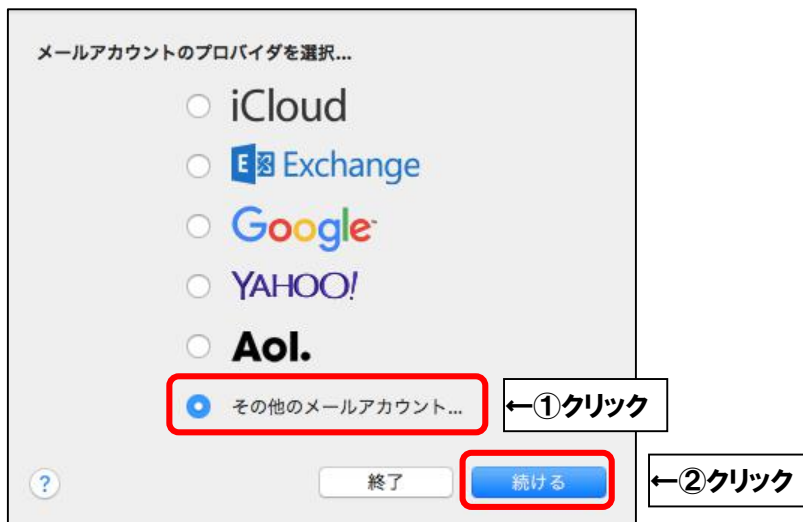 メールアカウントのプロバイダを選択...
iCloud
E Exchange
Google
YAHOO!
Aol.
その他のメールアカウント...
←①クリック
? 終了 続ける
←②クリック